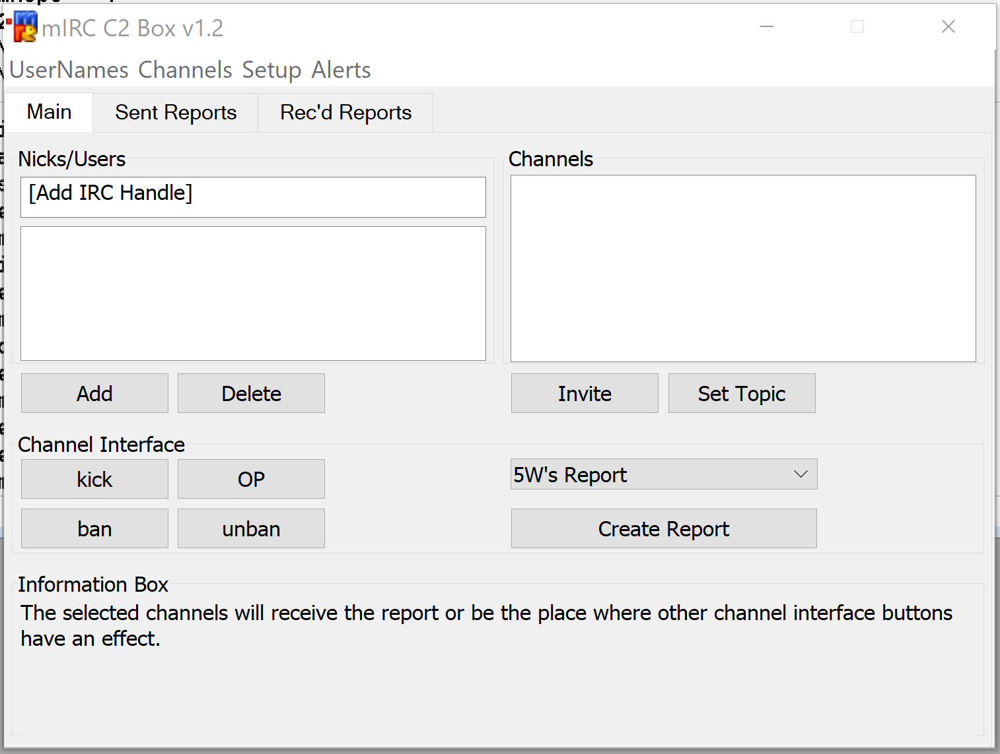 mIRC C2 Box v1.2
UserNames Channels Setup Alerts
Main Sent Reports Rec'd Reports
Nicks/Users
[Add IRC Handle]
Channels
Add Delete
Invite Set Topic
Channel Interface
kick OP
ban unban
5W's Report
Create Report
Information Box
The selected channels will receive the report or be the place where other channel interface buttons
have an effect.